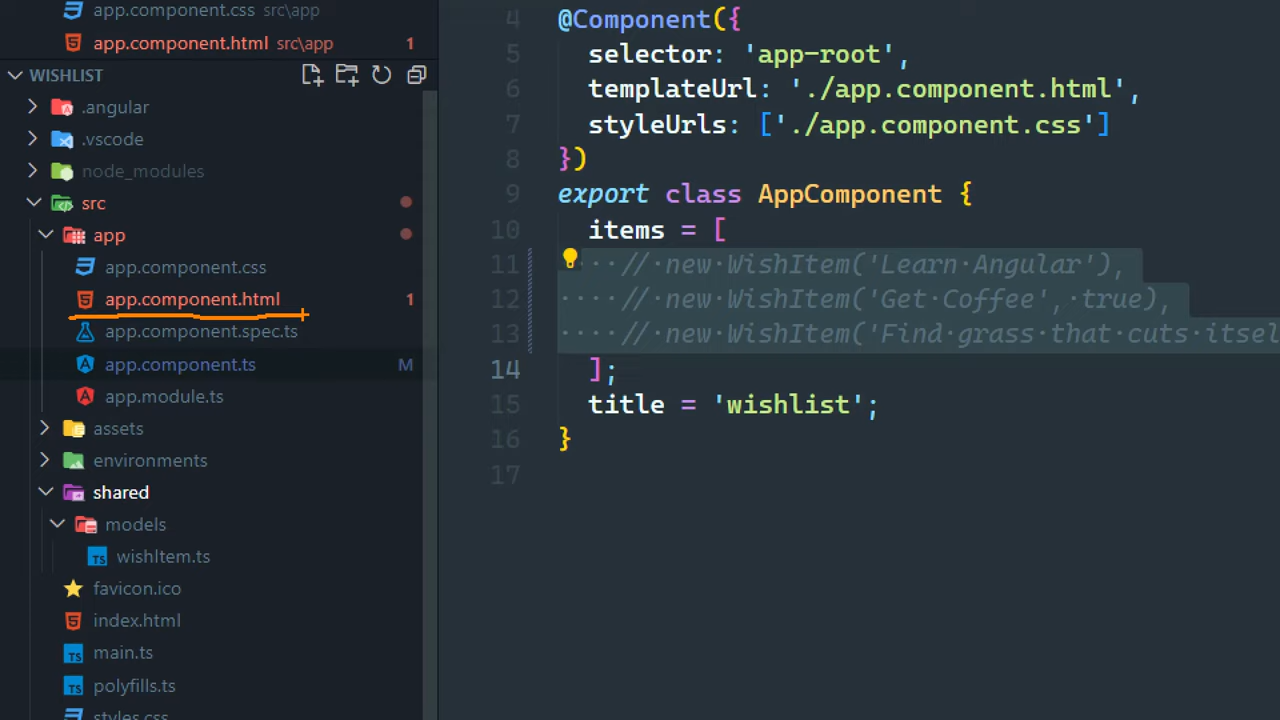 app.component.css src\app
app.component.html src\app 1
WISHLIST
.angular
.vscode
node_modules
src
app
app.component.css
app.component.html 1
app.component.spec.ts
app.component.ts M
app.module.ts
assets
environments
shared
models
TS wishItem.ts
favicon.ico
index.html
TS main.ts
TS polyfills.ts
styles.css
4 @Component({
5 selector: 'app-root',
6 templateUrl: './app.component.html',
7 styleUrls: ['./app.component.css']
8 })
9 export class AppComponent {
10 items = [
11 ····//·new·WishItem('Learn·Angular'),
12 ····//·new·WishItem('Get·Coffee',·true),
13 ····//·new·WishItem('Find·grass·that·cuts·itsel
14 ];
15 title = 'wishlist';
16 }
17